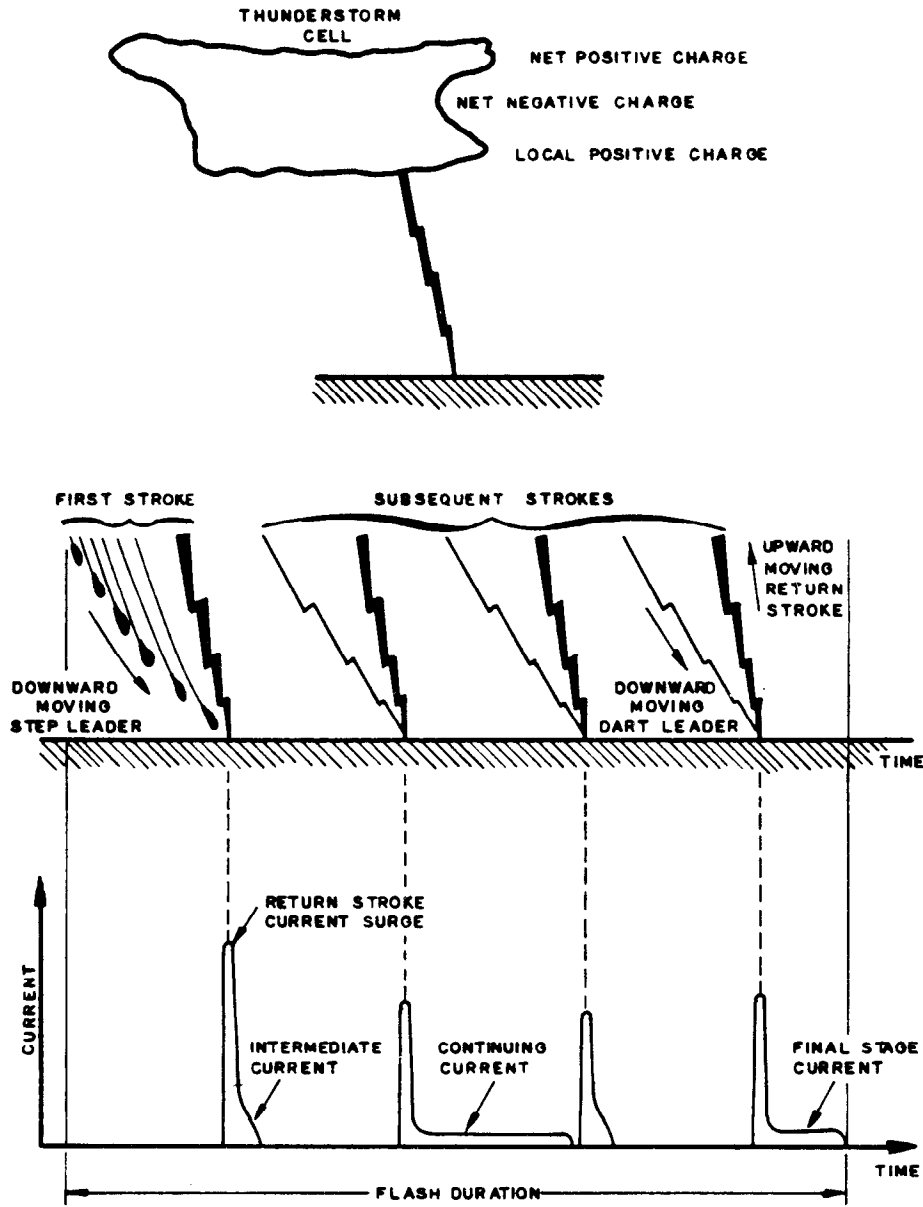 THUNDERSTORM
CELL
NET POSITIVE CHARGE
NET NEGATIVE CHARGE
LOCAL POSITIVE CHARGE
FIRST STROKE
SUBSEQUENT STROKES
UPWARD
MOVING
RETURN
STROKE
DOWNWARD
MOVING
STEP LEADER
DOWNWARD
MOVING
DART LEADER
TIME
RETURN STROKE
CURRENT SURGE
CURRENT
INTERMEDIATE
CURRENT
CONTINUING
CURRENT
FINAL STAGE
CURRENT
TIME
FLASH DURATION